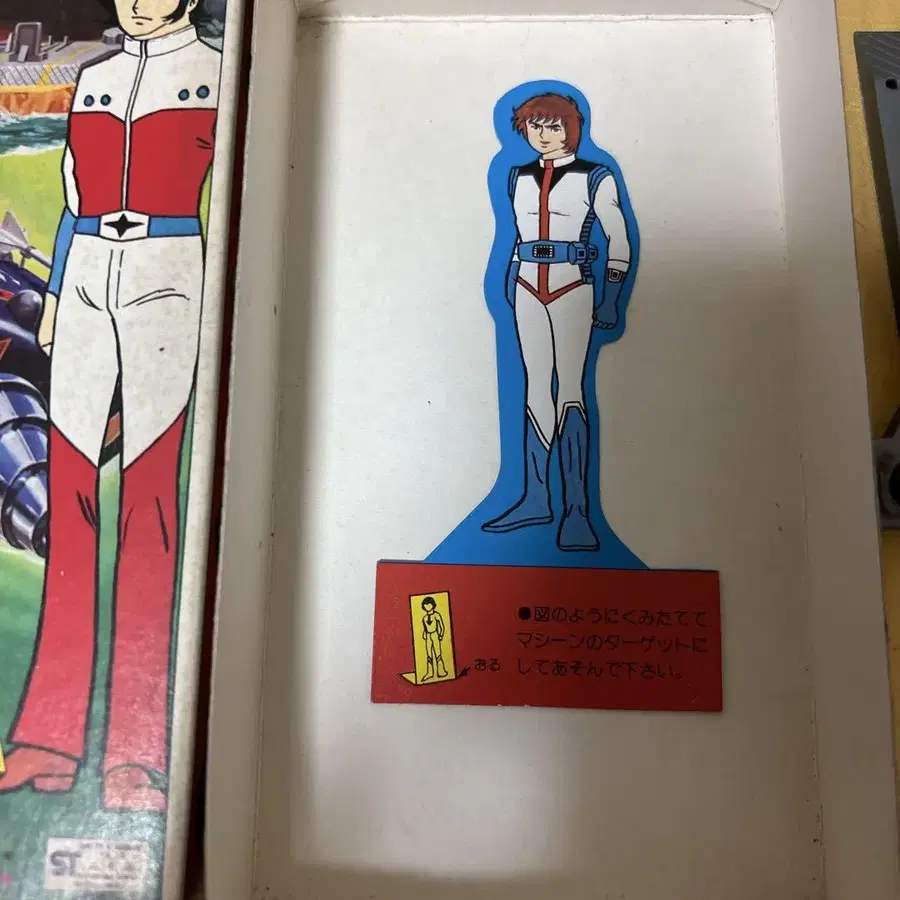 ●図のようにくみたてて
マシーンのターゲットに
してあそんで下さい。
おる
ST